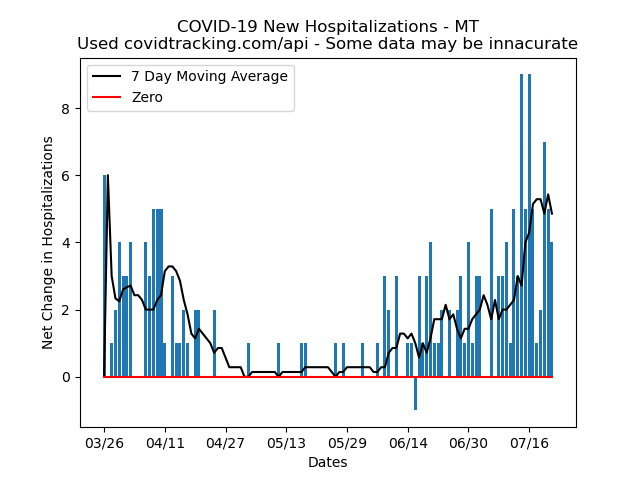 COVID-19 New Hospitalizations - MT
Used covidtracking.com/api - Some data may be innacurate
7 Day Moving Average
Zero
Net Change in Hospitalizations
8
6
4
2
0
03/26 04/11 04/27 05/13 05/29 06/14 06/30 07/16
Dates